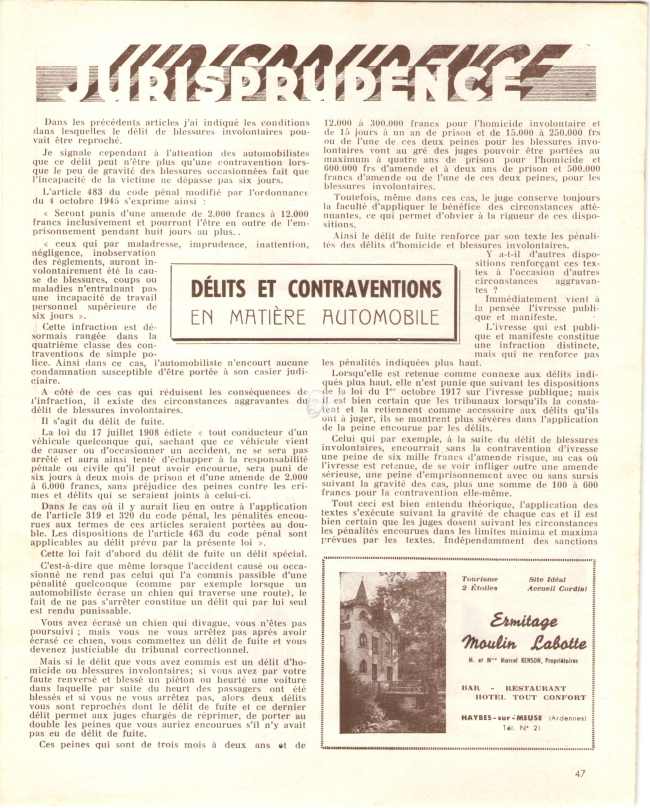 JURISPRUDENCE
Dans les précédents articles j'ai indiqué les conditions
dans lesquelles le délit de blessures involontaires pou-
vait être reproché.
Je signale cependant à l'attention des automobilistes
que ce délit peut n'être plus qu'une contravention lors-
que le peu de gravité des blessures occasionnées fait que
l'incapacité de la victime ne dépasse pas six jours.
L'article 483 du code pénal modifié par l'ordonnance
du 4 octobre 1945 s'exprime ainsi :
« Seront punis d'une amende de 2.000 francs à 12.000
francs inclusivement et pourront l'être en outre de l'em-
prisonnement pendant huit jours au plus..
« ceux qui par maladresse, imprudence, inattention,
négligence, inobservation
des règlements, auront in-
volontairement été la cau-
se de blessures, coups ou
maladies n'entraînant pas
une incapacité de travail
personnel supérieure de
six jours ».
Cette infraction est dé-
sormais rangée dans la
quatrième classe des con-
traventions de simple po-
lice. Ainsi dans ce cas, l'automobiliste n'encourt aucune
condamnation susceptible d'être portée à son casier judi-
ciaire.
A côté de ces cas qui réduisent les conséquences de
l'infraction, il existe des circonstances aggravantes du
délit de blessures involontaires.
Il s'agit du délit de fuite.
La loi du 17 juillet 1908 édicte « tout conducteur d'un
véhicule quelconque qui, sachant que ce véhicule vient
de causer ou d'occasionner un accident, ne se sera pas
arrêté et aura ainsi tenté d'échapper à la responsabilité
pénale ou civile qu'il peut avoir encourue, sera puni de
six jours à deux mois de prison et d'une amende de 2.000
à 6.000 francs, sans préjudice des peines contre les cri-
mes et délits qui se seraient joints à celui-ci.
Dans le cas où il y aurait lieu en outre à l'application
de l'article 319 et 320 du code pénal, les pénalités encou-
rues aux termes de ces articles seraient portées au dou-
ble. Les dispositions de l'article 463 du code pénal sont
applicables au délit prévu par la présente loi ».
Cette loi fait d'abord du délit de fuite un délit spécial.
C'est-à-dire que même lorsque l'accident causé ou occa-
sionné ne rend pas celui qui l'a commis passible d'une
pénalité quelconque (comme par exemple lorsque un
automobiliste écrase un chien qui traverse une route), le
fait de ne pas s'arrêter constitue un délit qui par lui seul
est rendu punissable.
Vous avez écrasé un chien qui divague, vous n'êtes pas
poursuivi ; mais vous ne vous arrêtez pas après avoir
écrasé ce chien, vous commettez un délit de fuite et vous
devenez justiciable du tribunal correctionnel.
Mais si le délit que vous avez commis est un délit d'ho-
micide ou blessures involontaires; si vous avez par votre
faute renversé et blessé un piéton ou heurté une voiture
dans laquelle par suite du heurt des passagers ont été
blessés et si vous ne vous arrêtez pas, alors deux délits
vous sont reprochés dont le délit de fuite et ce dernier
délit permet aux juges chargés de réprimer, de porter au
double les peines que vous auriez encourues s'il n'y avait
pas eu de délit de fuite.
Ces peines qui sont de trois mois à deux ans et de
DÉLITS ET CONTRAVENTIONS
EN MATIÈRE AUTOMOBILE
12.000 à 300.000 francs pour l'homicide involontaire et
de 15 jours à un an de prison et de 15.000 à 250.000 frs
ou de l'une de ces deux peines pour les blessures invo-
lontaires vont au gré des juges pouvoir être portées au
maximum à quatre ans de prison pour l'homicide et
600.000 frs d'amende et à deux ans de prison et 500.000
francs d'amende ou de l'une de ces deux peines, pour les
blessures involontaires.
Toutefois, même dans ces cas, le juge conserve toujours
la faculté d'appliquer le bénéfice des circonstances atté-
nuantes, ce qui permet d'obvier à la rigueur de ces dispo-
sitions.
Ainsi le délit de fuite renforce par son texte les pénali-
tés des délits d'homicide et blessures involontaires.
Y a-t-il d'autres dispo-
sitions renforçant ces tex-
tes à l'occasion d'autres
circonstances aggravan-
tes ?
Immédiatement vient à
la pensée l'ivresse publi-
que et manifeste.
L'ivresse qui est publi-
que et manifeste constitue
une infraction distincte,
mais qui ne renforce pas
les pénalités indiquées plus haut.
Lorsqu'elle est retenue comme connexe aux délits indi-
qués plus haut, elle n'est punie que suivant les dispositions
de la loi du 1er octobre 1917 sur l'ivresse publique; mais
il est bien certain que les tribunaux lorsqu'ils la consta-
tent et la retiennent comme accessoire aux délits qu'ils
ont à juger, ils se montrent plus sévères dans l'application
de la peine encourue par les délits.
Celui qui par exemple, à la suite du délit de blessures
involontaires, encourrait sans la contravention d'ivresse
une peine de six mille francs d'amende risque, au cas où
l'ivresse est retenue, de se voir infliger outre une amende
sérieuse, une peine d'emprisonnement avec ou sans sursis
suivant la gravité des cas, plus une somme de 100 à 600
francs pour la contravention elle-même.
Tout ceci est bien entendu théorique, l'application des
textes s'exécute suivant la gravité de chaque cas et il est
bien certain que les juges dosent suivant les circonstances
les pénalités encourues dans les limites minima et maxima
prévues par les textes. Indépendamment des sanctions
Tourisme Site Idéal
2 Étoiles Accueil Cordial
Ermitage
Moulin Labotte
M. et Mme Marcel RENSON, Propriétaires
BAR - RESTAURANT
HOTEL TOUT CONFORT
HAYBES-sur-MEUSE (Ardennes)
Tél. N° 21
47